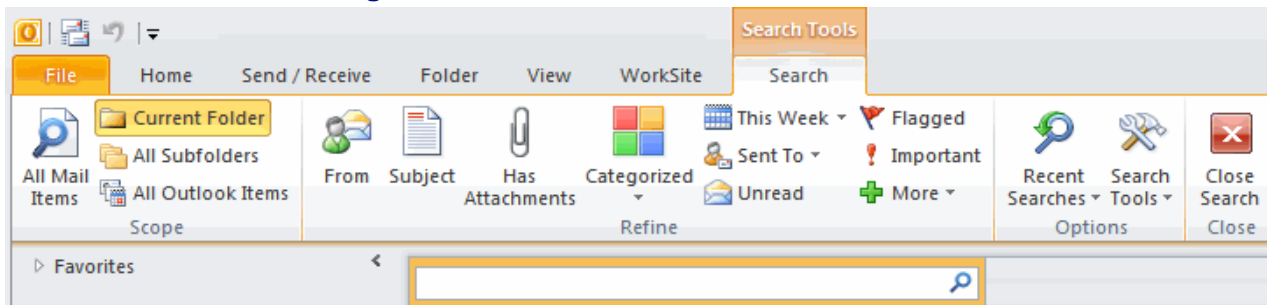 Search Tools
File Home Send / Receive Folder View WorkSite Search
All Mail Items
Current Folder
All Subfolders
All Outlook Items
Scope
From
Subject
Has Attachments
Categorized
This Week
Sent To
Unread
Flagged
Important
More
Refine
Recent Searches
Search Tools
Options
Close Search
Close
Favorites